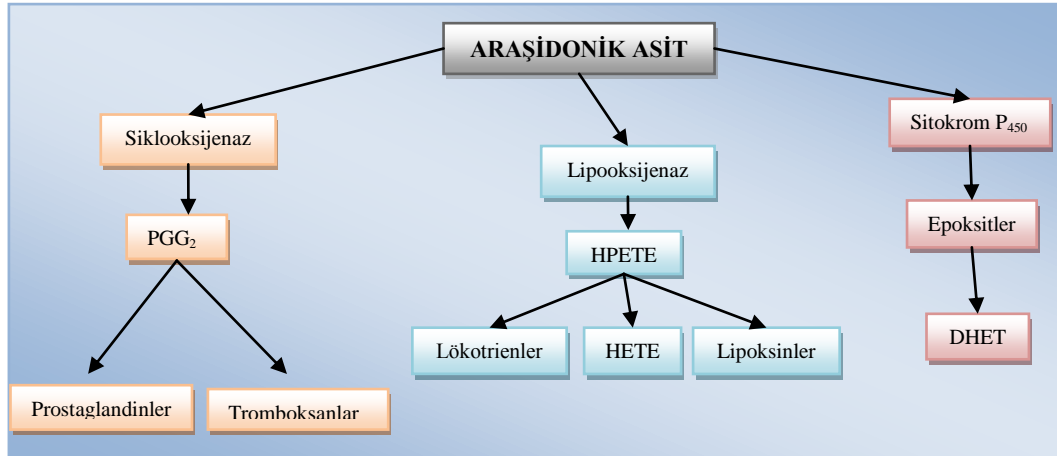 ARAŞİDONİK ASİT
Siklooksijenaz
Sitokrom P₄₅₀
Lipooksijenaz
PGG₂
Epoksitler
HPETE
Lökotrienler
HETE
Lipoksinler
DHET
Prostaglandinler
Tromboksanlar